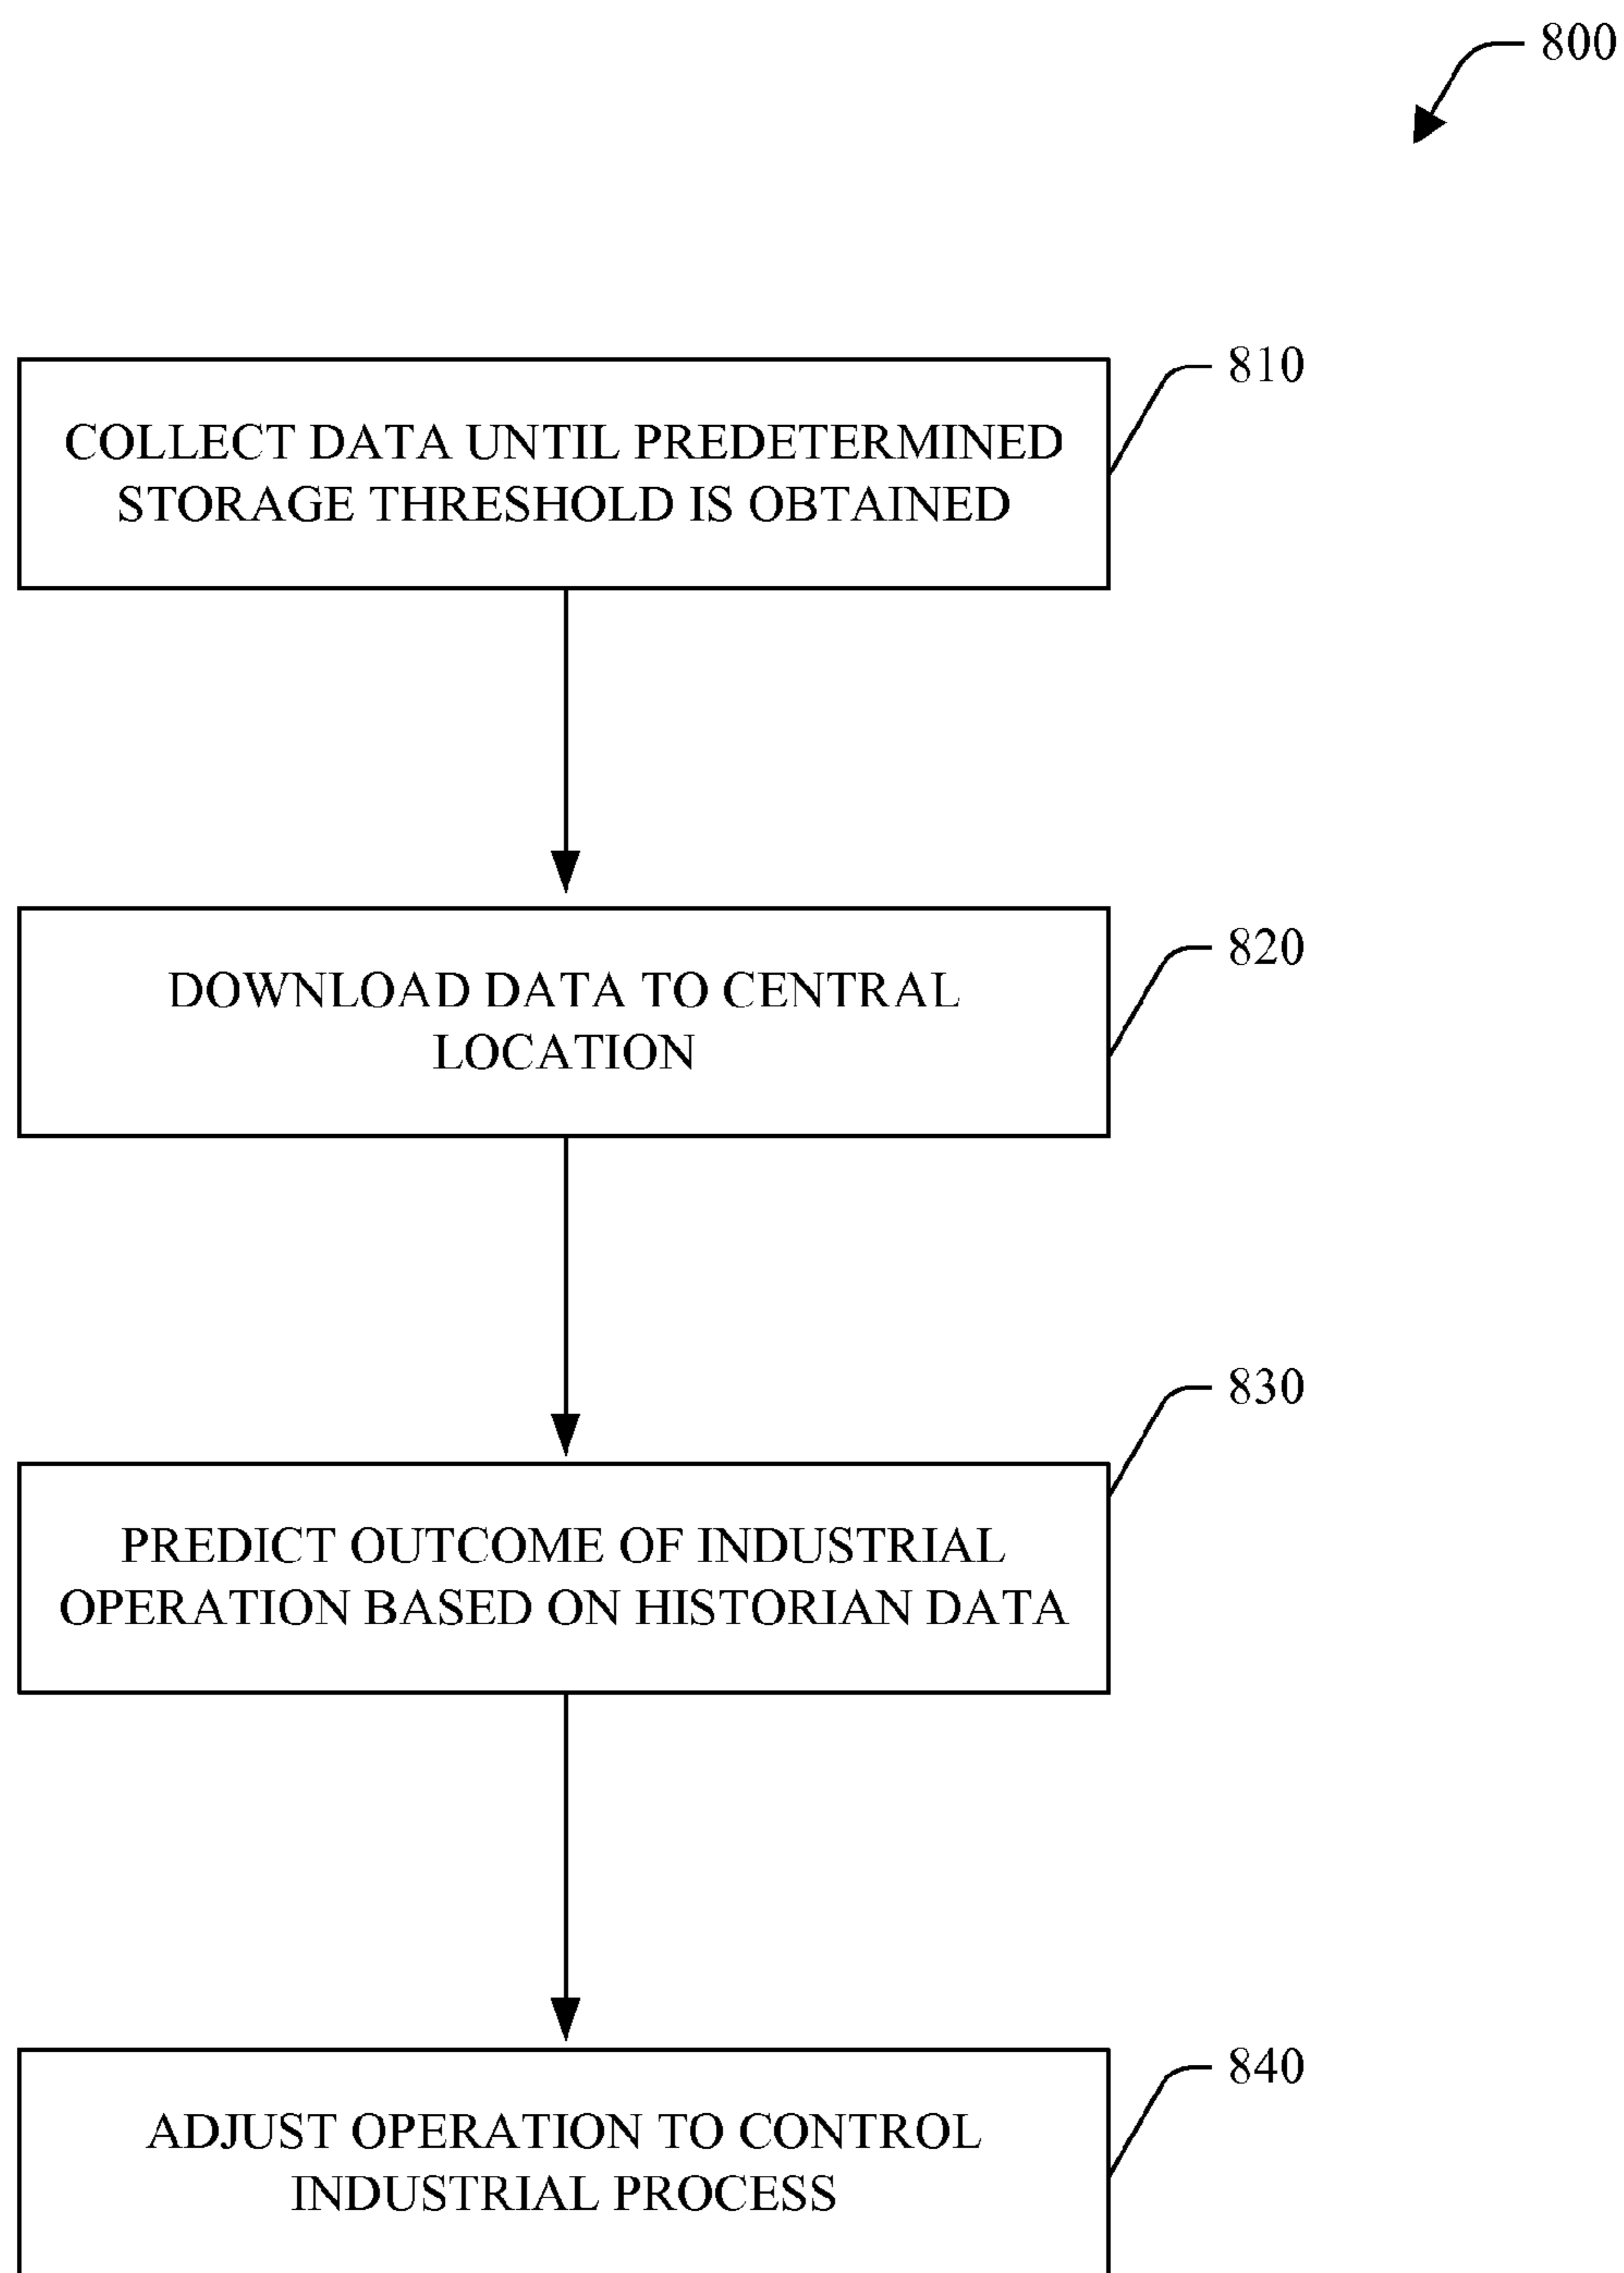 800
810
COLLECT DATA UNTIL PREDETERMINED
STORAGE THRESHOLD IS OBTAINED
820
DOWNLOAD DATA TO CENTRAL
LOCATION
830
PREDICT OUTCOME OF INDUSTRIAL
OPERATION BASED ON HISTORIAN DATA
840
ADJUST OPERATION TO CONTROL
INDUSTRIAL PROCESS